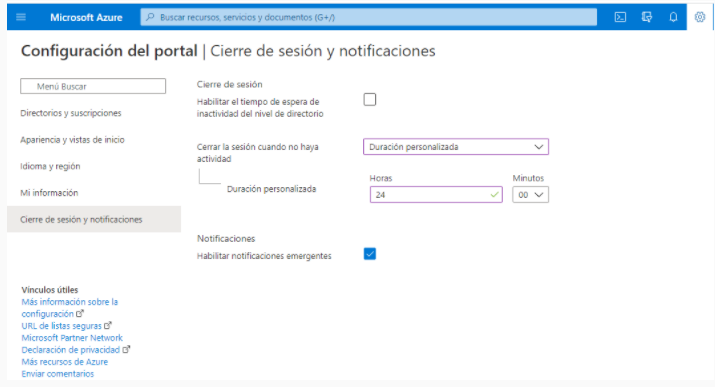 Microsoft Azure
Buscar recursos, servicios y documentos (G+/)
Configuración del portal | Cierre de sesión y notificaciones
Menú Buscar
Directorios y suscripciones
Apariencia y vistas de inicio
Idioma y región
Mi información
Cierre de sesión y notificaciones
Vínculos útiles
Más información sobre la
configuración
URL de listas seguras
Microsoft Partner Network
Declaración de privacidad
Más recursos de Azure
Enviar comentarios
Cierre de sesión
Habilitar el tiempo de espera de
inactividad del nivel de directorio
Cerrar la sesión cuando no haya
actividad
Duración personalizada
Duración personalizada
Horas
Minutos
24
00
Notificaciones
Habilitar notificaciones emergentes